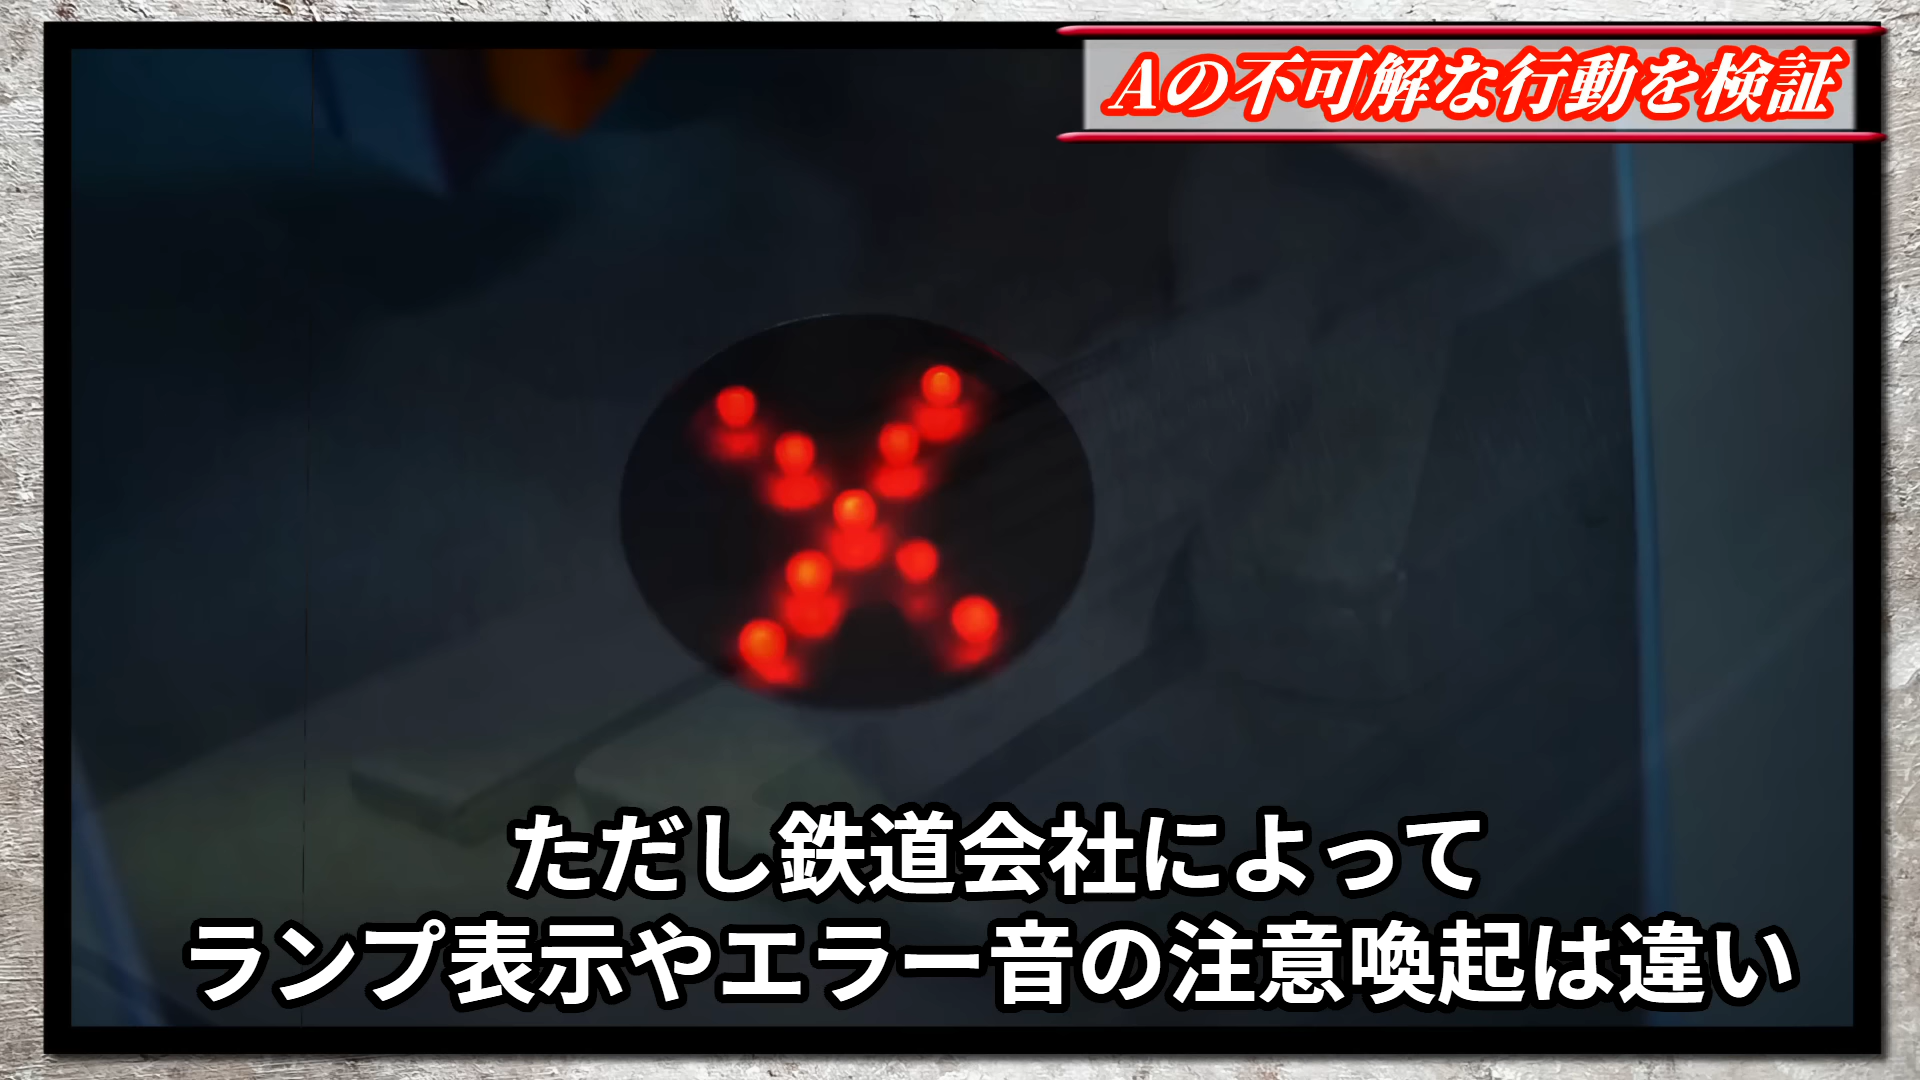 Aの不可解な行動を検証
ただし鉄道会社によって
ランプ表示やエラー音の注意喚起は違い